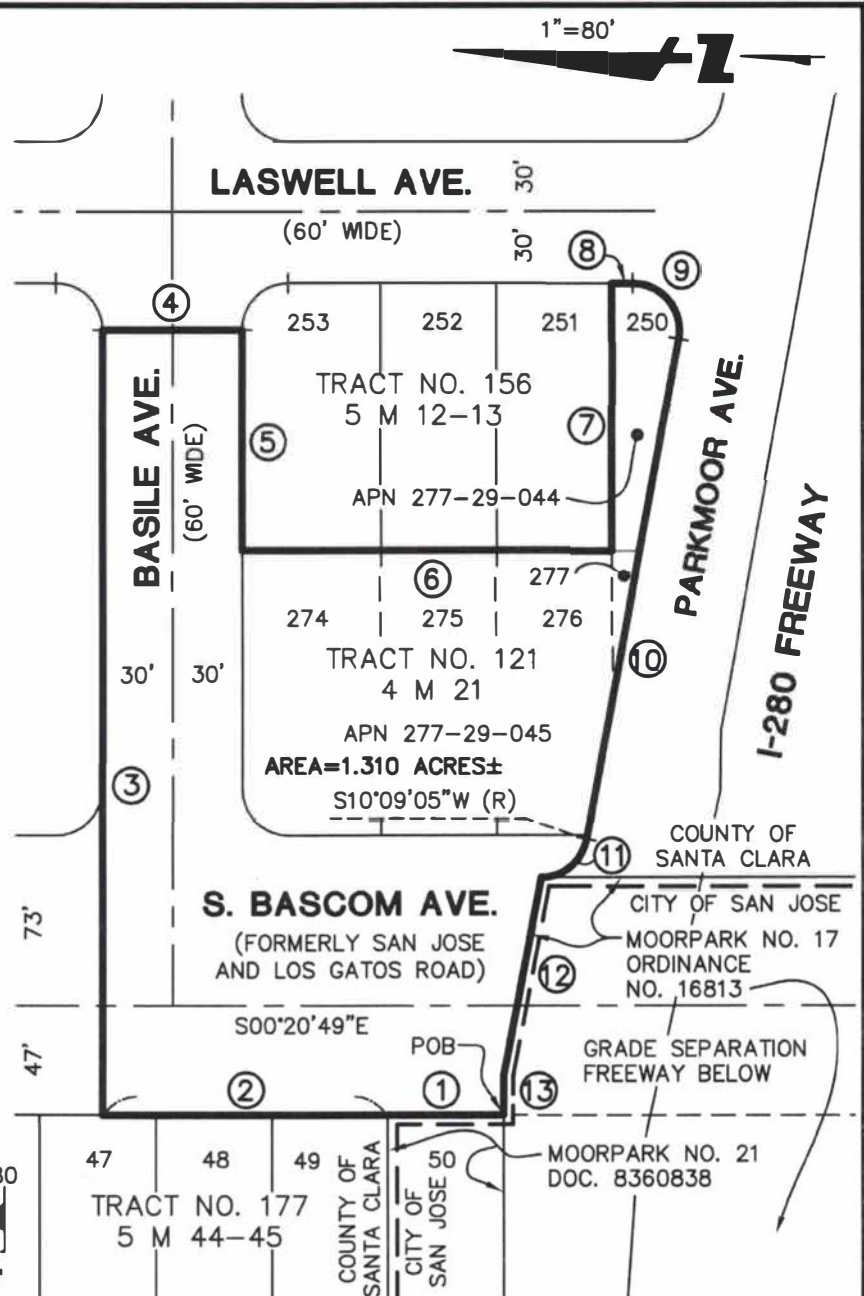 1"=80'
N
LASWELL AVE.
(60' WIDE)
30'
30'
8
9
4
253
252
251
250
TRACT NO. 156
5 M 12-13
BASILE AVE.
(60' WIDE)
5
7
APN 277-29-044
PARKMOOR AVE.
I-280 FREEWAY
6
277
274
275
276
10
TRACT NO. 121
4 M 21
30'
30'
APN 277-29-045
AREA=1.310 ACRES±
3
S10°09'05"W (R)
11
COUNTY OF
SANTA CLARA
CITY OF SAN JOSE
S. BASCOM AVE.
(FORMERLY SAN JOSE
AND LOS GATOS ROAD)
73'
MOORPARK NO. 17
ORDINANCE
NO. 16813
12
S00°20'49"E
47'
POB
GRADE SEPARATION
FREEWAY BELOW
2
1
13
47
48
49
50
MOORPARK NO. 21
DOC. 8360838
TRACT NO. 177
5 M 44-45
COUNTY OF
SANTA CLARA
CITY OF
SAN JOSE